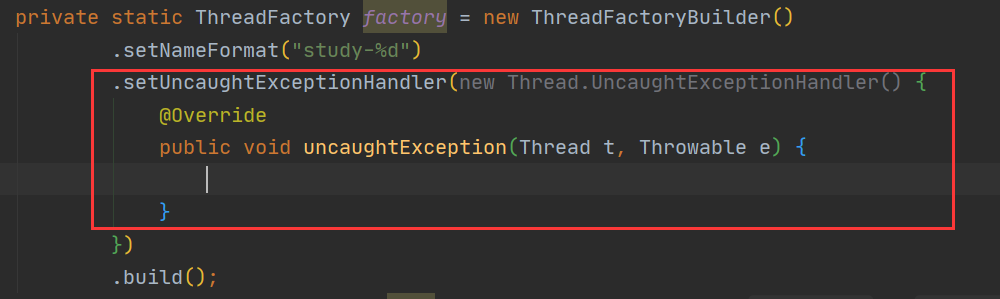 private static ThreadFactory factory = new ThreadFactoryBuilder()
.setNameFormat("study-%d")
.setUncaughtExceptionHandler(new Thread.UncaughtExceptionHandler() {
@Override
public void uncaughtException(Thread t, Throwable e) {
}
})
.build();